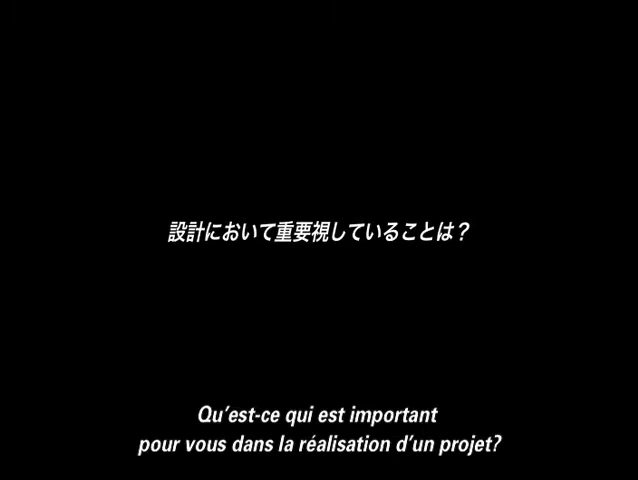 設計において重要視していることは？
Qu'est-ce qui est important
pour vous dans la réalisation d'un projet?